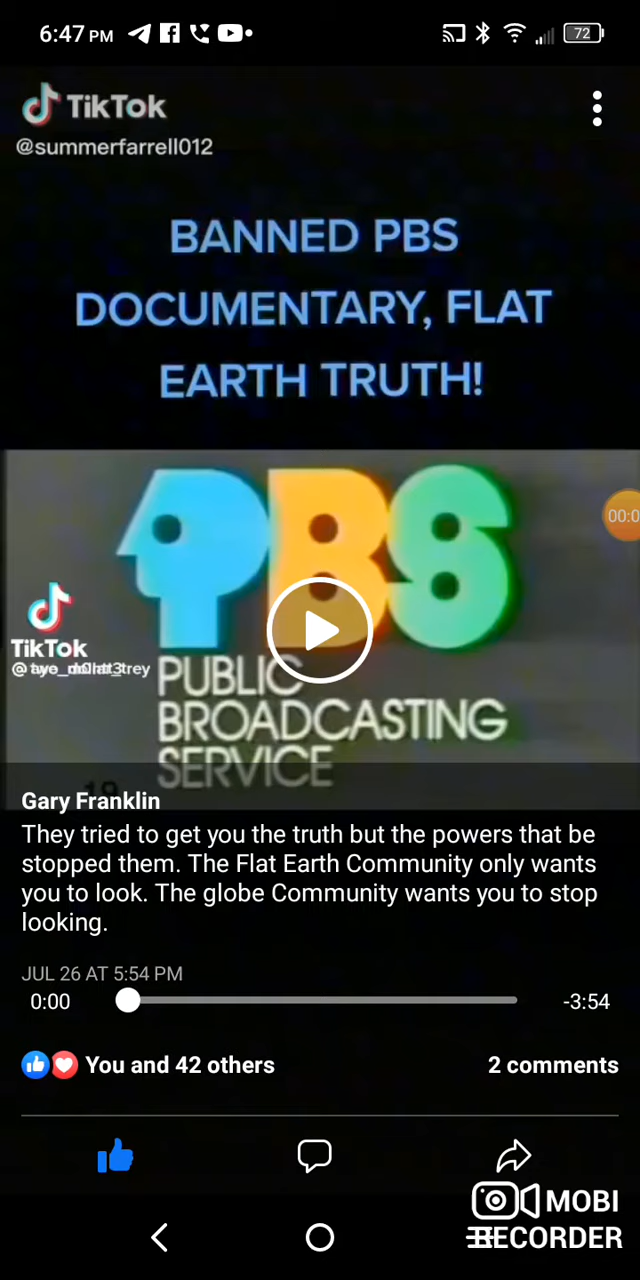 6:47 PM
72
TikTok
@summerfarrell012
BANNED PBS
DOCUMENTARY, FLAT
EARTH TRUTH!
PBS
00:0
TikTok
PUBLIC
BROADCASTING
SERVICE
Gary Franklin
They tried to get you the truth but the powers that be
stopped them. The Flat Earth Community only wants
you to look. The globe Community wants you to stop
looking.
JUL 26 AT 5:54 PM
0:00
-3:54
You and 42 others
2 comments
MOBI
RECORDER